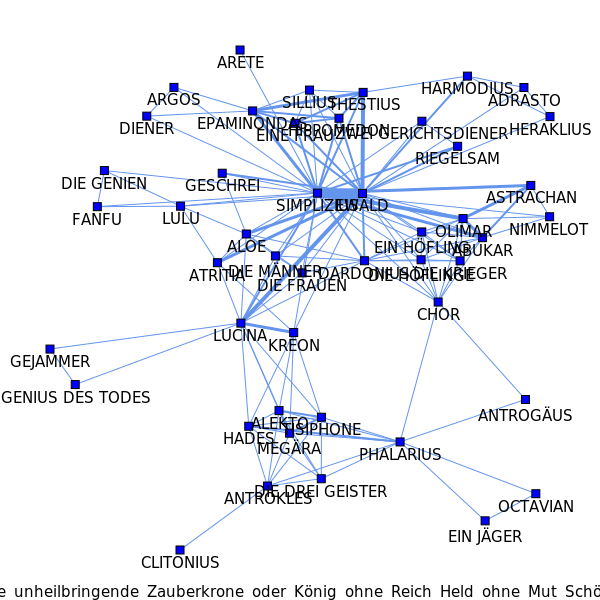 ARETE
HARMODIUS
ARGOS
SILLIUS
THESTIUS
ADRASTO
DIENER
EPAMINONDAS
HIPPOMEDON
EINE FRAU
ZWEI GERICHTSDIENER
HERAKLIUS
RIEGELSAM
DIE GENIEN
GESCHREI
ASTRACHAN
SIMPLIZIUS
EWALD
FANFU
LULU
OLIMAR
NIMMELOT
ALOE
EIN HÖFLING
ABUKAR
ATRITIA
DIE MÄNNER
DARDONIUS
DIE HÖFLINGE
DIE KRIEGER
DIE FRAUEN
CHOR
LUCINA
KREON
GEJAMMER
GENIUS DES TODES
ANTROGÄUS
ALEKTO
TISIPHONE
HADES
MEGÄRA
PHALARIUS
DIE DREI GEISTER
ANTROKLES
OCTAVIAN
EIN JÄGER
CLITONIUS
e unheilbringende Zauberkrone oder König ohne Reich Held ohne Mut Schö